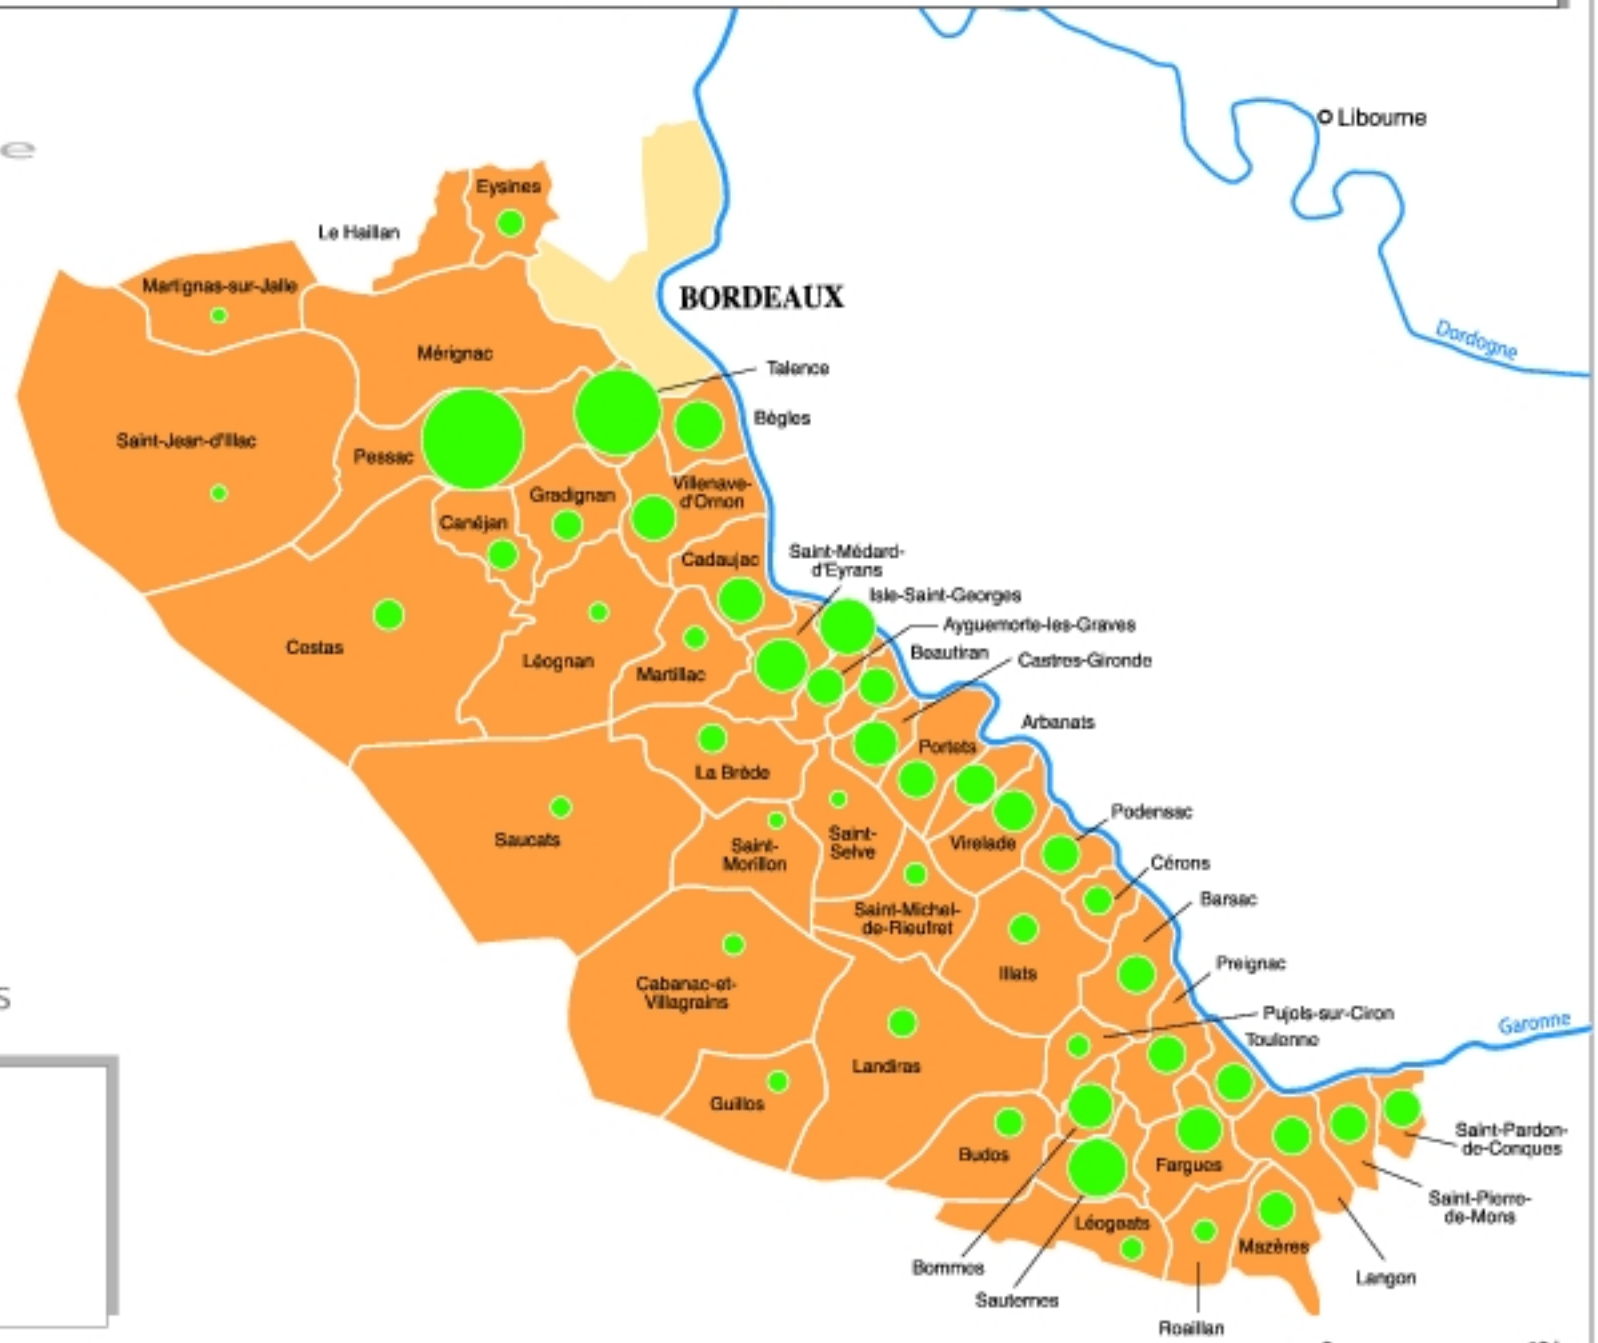 Libourne
e
Eysines
Le Haillan
Martignas-sur-Jalle
BORDEAUX
Dordogne
Mérignac
Talence
Bègles
Saint-Jean-d'Illac
Pessac
Gradignan
Villenave-
d'Ornon
Canéjan
Cadaujac
Saint-Médard-
d'Eyrans
Isle-Saint-Georges
Ayguemorte-les-Graves
Beautiran
Castres-Gironde
Cestas
Léognan
Martillac
Arbanats
Portets
La Brède
Podensac
Saucats
Saint-
Morillon
Saint-
Selve
Virelade
Cérons
Barsac
Saint-Michel-
de-Rieufret
Illats
Preignac
Cabanac-et-
Villagrains
s
Pujols-sur-Ciron
Garonne
Toulenne
Landiras
Guillos
Budos
Fargues
Saint-Pardon-
de-Conques
Saint-Pierre-
de-Mons
Léogeats
Mazères
Bommes
Langon
Sauternes
Roaillan